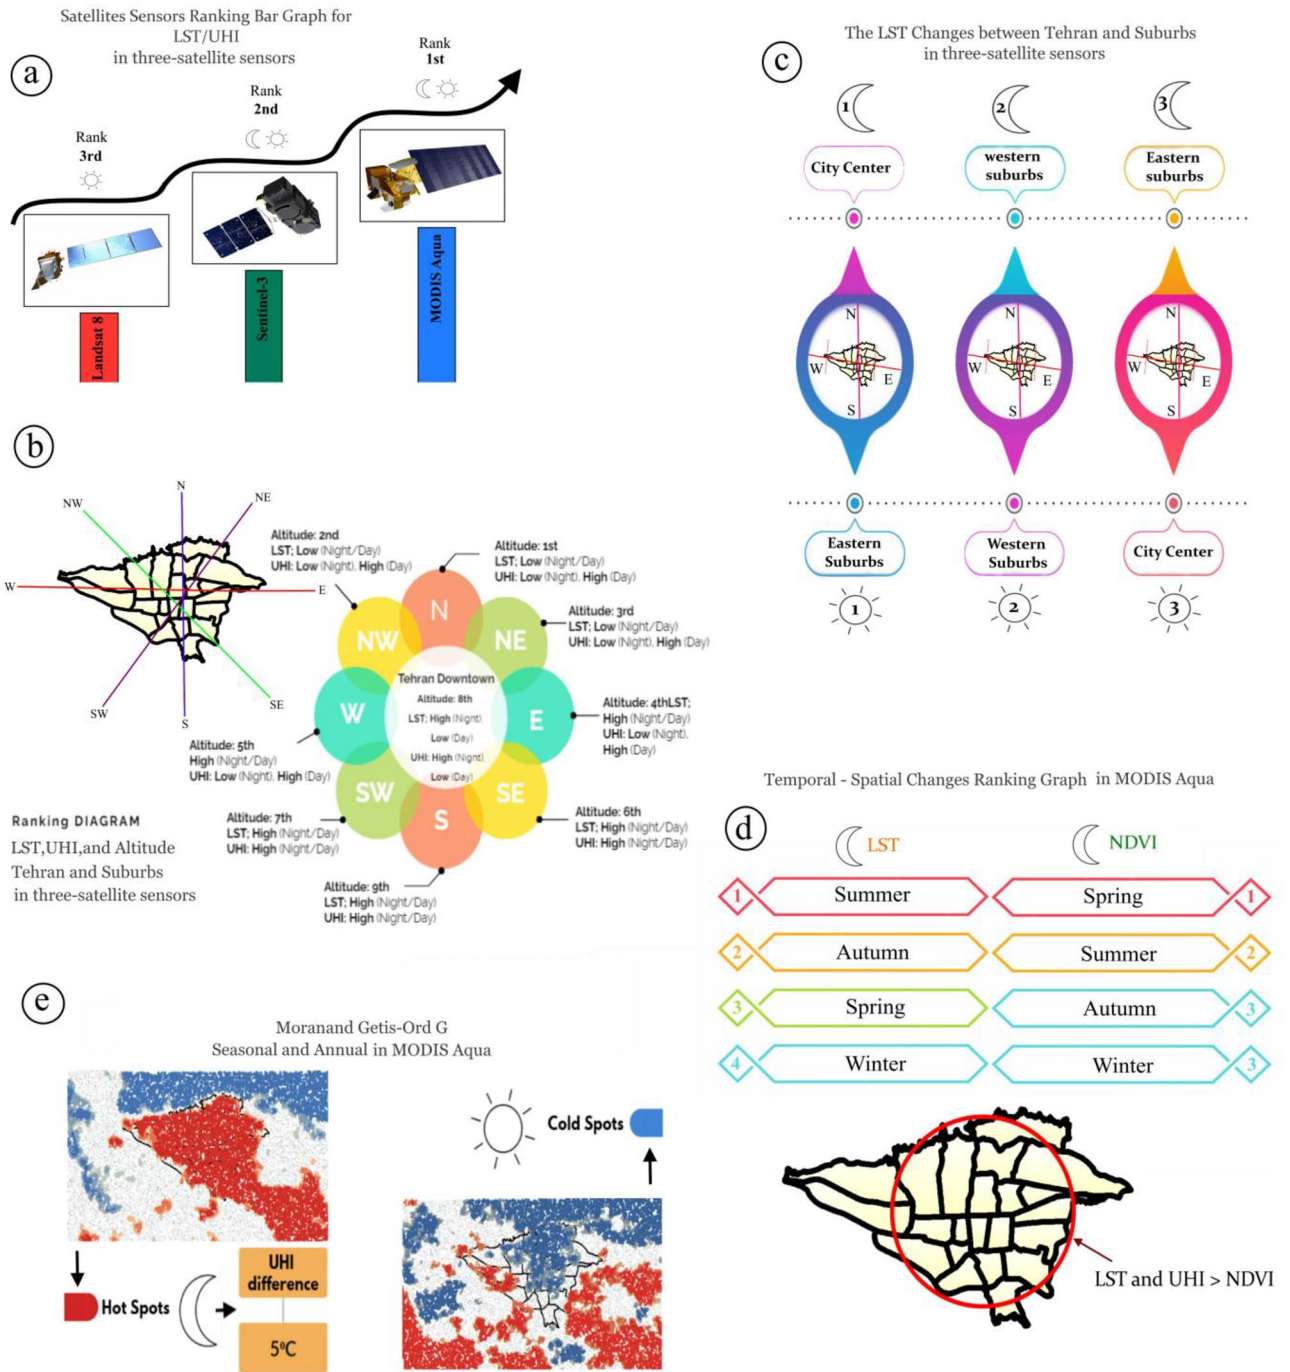 Satellites Sensors Ranking Bar Graph for
LST/UHI
in three-satellite sensors
a
Rank
1st
Rank
2nd
Rank
3rd
Landsat 8
Sentinel-3
MODIS Aqua
The LST Changes between Tehran and Suburbs
in three-satellite sensors
c
1
2
3
City Center
western
suburbs
Eastern
suburbs
N
W
E
S
N
W
E
S
N
W
E
S
Eastern
Suburbs
Western
Suburbs
City Center
1
2
3
b
N
NW
NE
W
E
SW
S
SE
Altitude: 2nd
LST; Low (Night/Day)
UHI: Low (Night), High (Day)
Altitude: 1st
LST; Low (Night/Day)
UHI: Low (Night), High (Day)
Altitude: 3rd
LST: Low (Night/Day)
UHI: Low (Night), High (Day)
Altitude: 4thLST;
High (Night/Day)
UHI: Low (Night),
High (Day)
Altitude: 5th
High (Night/Day)
UHI: Low (Night), High (Day)
Altitude: 6th
LST; High (Night/Day)
UHI: High (Night/Day)
Altitude: 7th
LST; High (Night/Day)
UHI: High (Night/Day)
Altitude: 9th
LST; High (Night/Day)
UHI: High (Night/Day)
N
NW
NE
W
E
SW
SE
S
Tehran Downtown
Altitude: 8th
LST; High (Night),
Low (Day)
UHI: High (Night),
Low (Day)
Ranking DIAGRAM
LST,UHI,and Altitude
Tehran and Suburbs
in three-satellite sensors
Temporal - Spatial Changes Ranking Graph in MODIS Aqua
d
LST
NDVI
1 Summer Spring 1
2 Autumn Summer 2
3 Spring Autumn 3
4 Winter Winter 3
LST and UHI > NDVI
e
Moranand Getis-Ord G
Seasonal and Annual in MODIS Aqua
Cold Spots
Hot Spots
UHI
difference
5⁰C